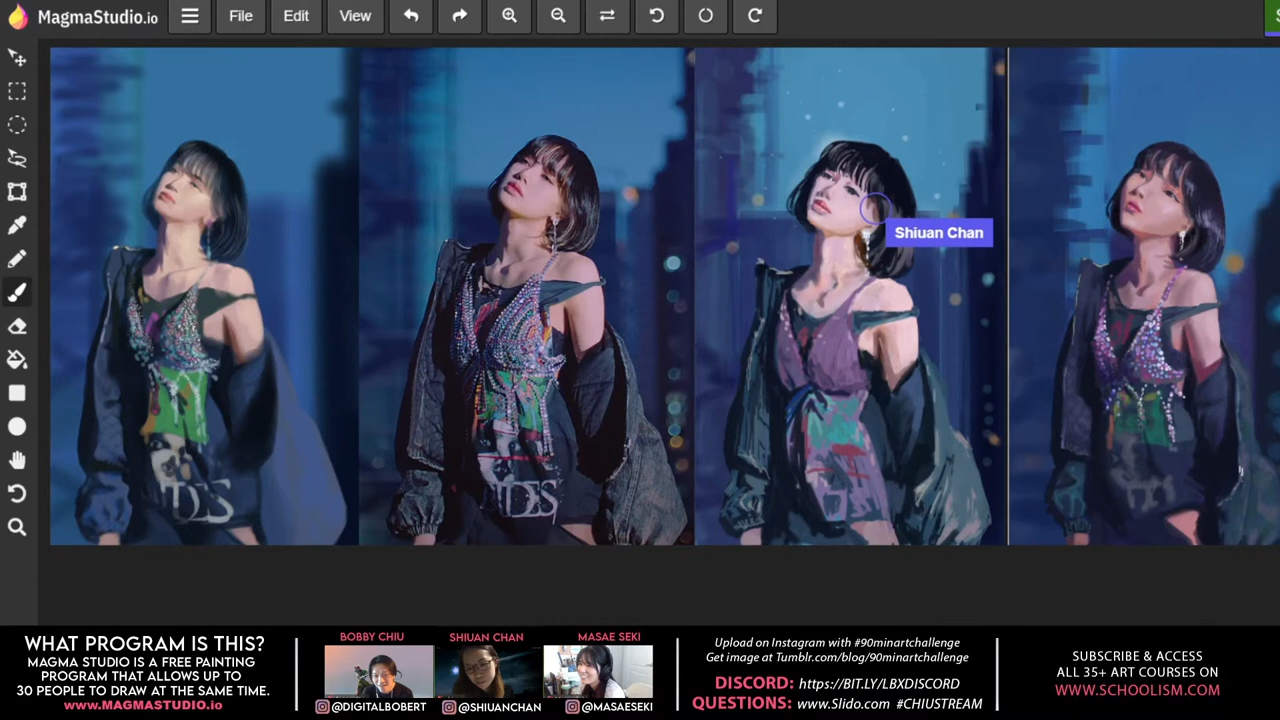 MagmaStudio.io
File
Edit
View
S
Shiuan Chan
WHAT PROGRAM IS THIS?
MAGMA STUDIO IS A FREE PAINTING
PROGRAM THAT ALLOWS UP TO
30 PEOPLE TO DRAW AT THE SAME TIME.
www.MAGMASTUDIO.io
BOBBY CHIU
SHIUAN CHAN
MASAE SEKI
@DIGITALBOBERT
@SHIUANCHAN
@MASAESEKI
Upload on Instagram with #90minartchallenge
Get image at Tumblr.com/blog/90minartchallenge
DISCORD: https://BIT.LY/LBXDISCORD
QUESTIONS: www.Slido.com #CHIUSTREAM
SUBSCRIBE & ACCESS
ALL 35+ ART COURSES ON
WWW.SCHOOLISM.COM